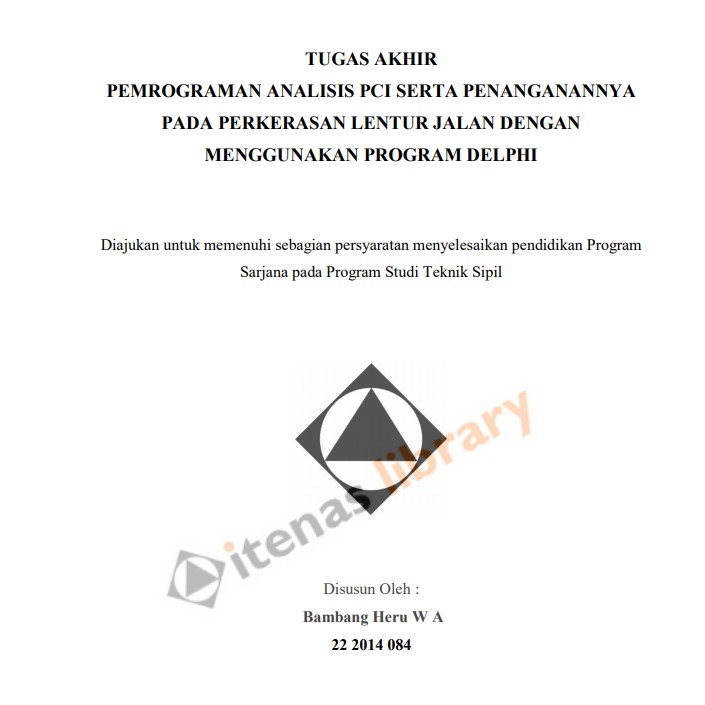 TUGAS AKHIR
PEMROGRAMAN ANALISIS PCI SERTA PENANGANANNYA
PADA PERKERASAN LENTUR JALAN DENGAN
MENGGUNAKAN PROGRAM DELPHI
Diajukan untuk memenuhi sebagian persyaratan menyelesaikan pendidikan Program
Sarjana pada Program Studi Teknik Sipil
itenas library
Disusun Oleh :
Bambang Heru W A
22 2014 084